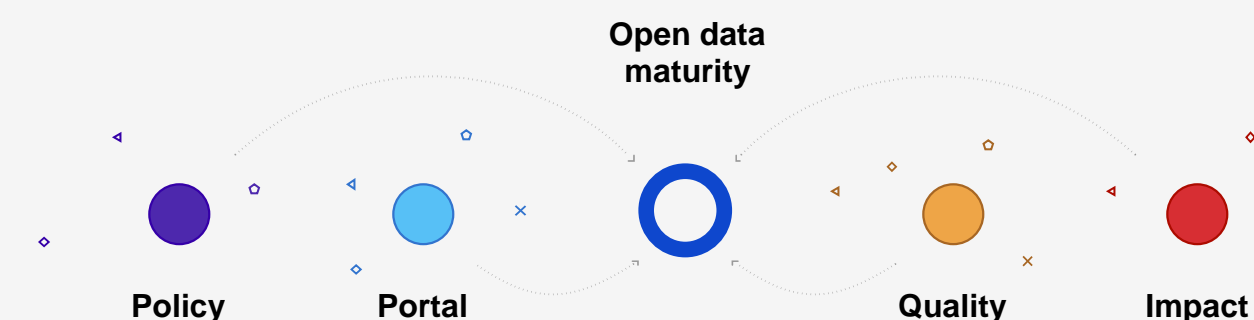 Open data
maturity
Policy
Portal
Quality
Impact